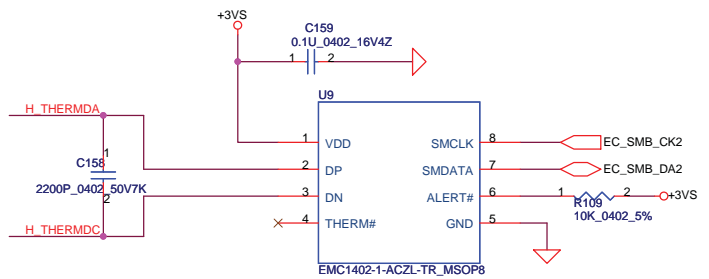 +3VS
C159
0.1U_0402_16V4Z
1 2
U9
H_THERMDA
1 VDD SMCLK 8 EC_SMB_CK2
1
C158
2 DP SMDATA 7 EC_SMB_DA2
2200P_0402_50V7K
2
3 DN ALERT# 6 1 2 +3VS
R109
10K_0402_5%
4 THERM# GND 5
H_THERMDC
EMC1402-1-ACZL-TR_MSOP8